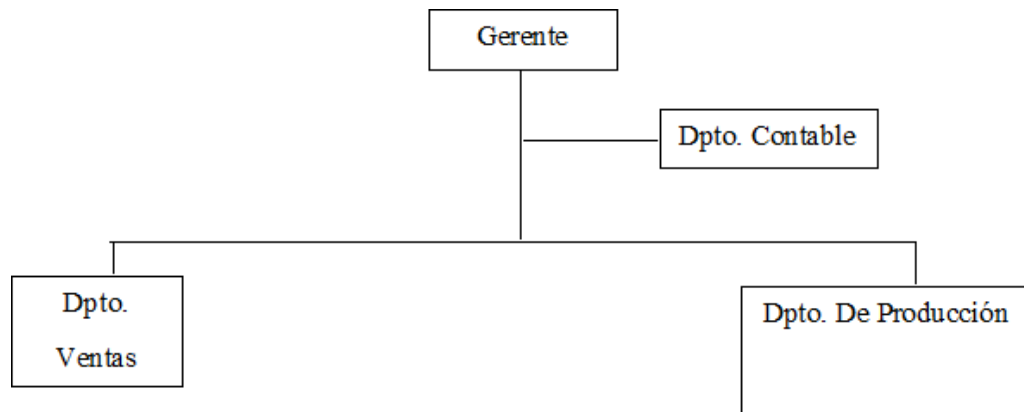 Gerente
Dpto. Contable
Dpto.
Ventas
Dpto. De Producción